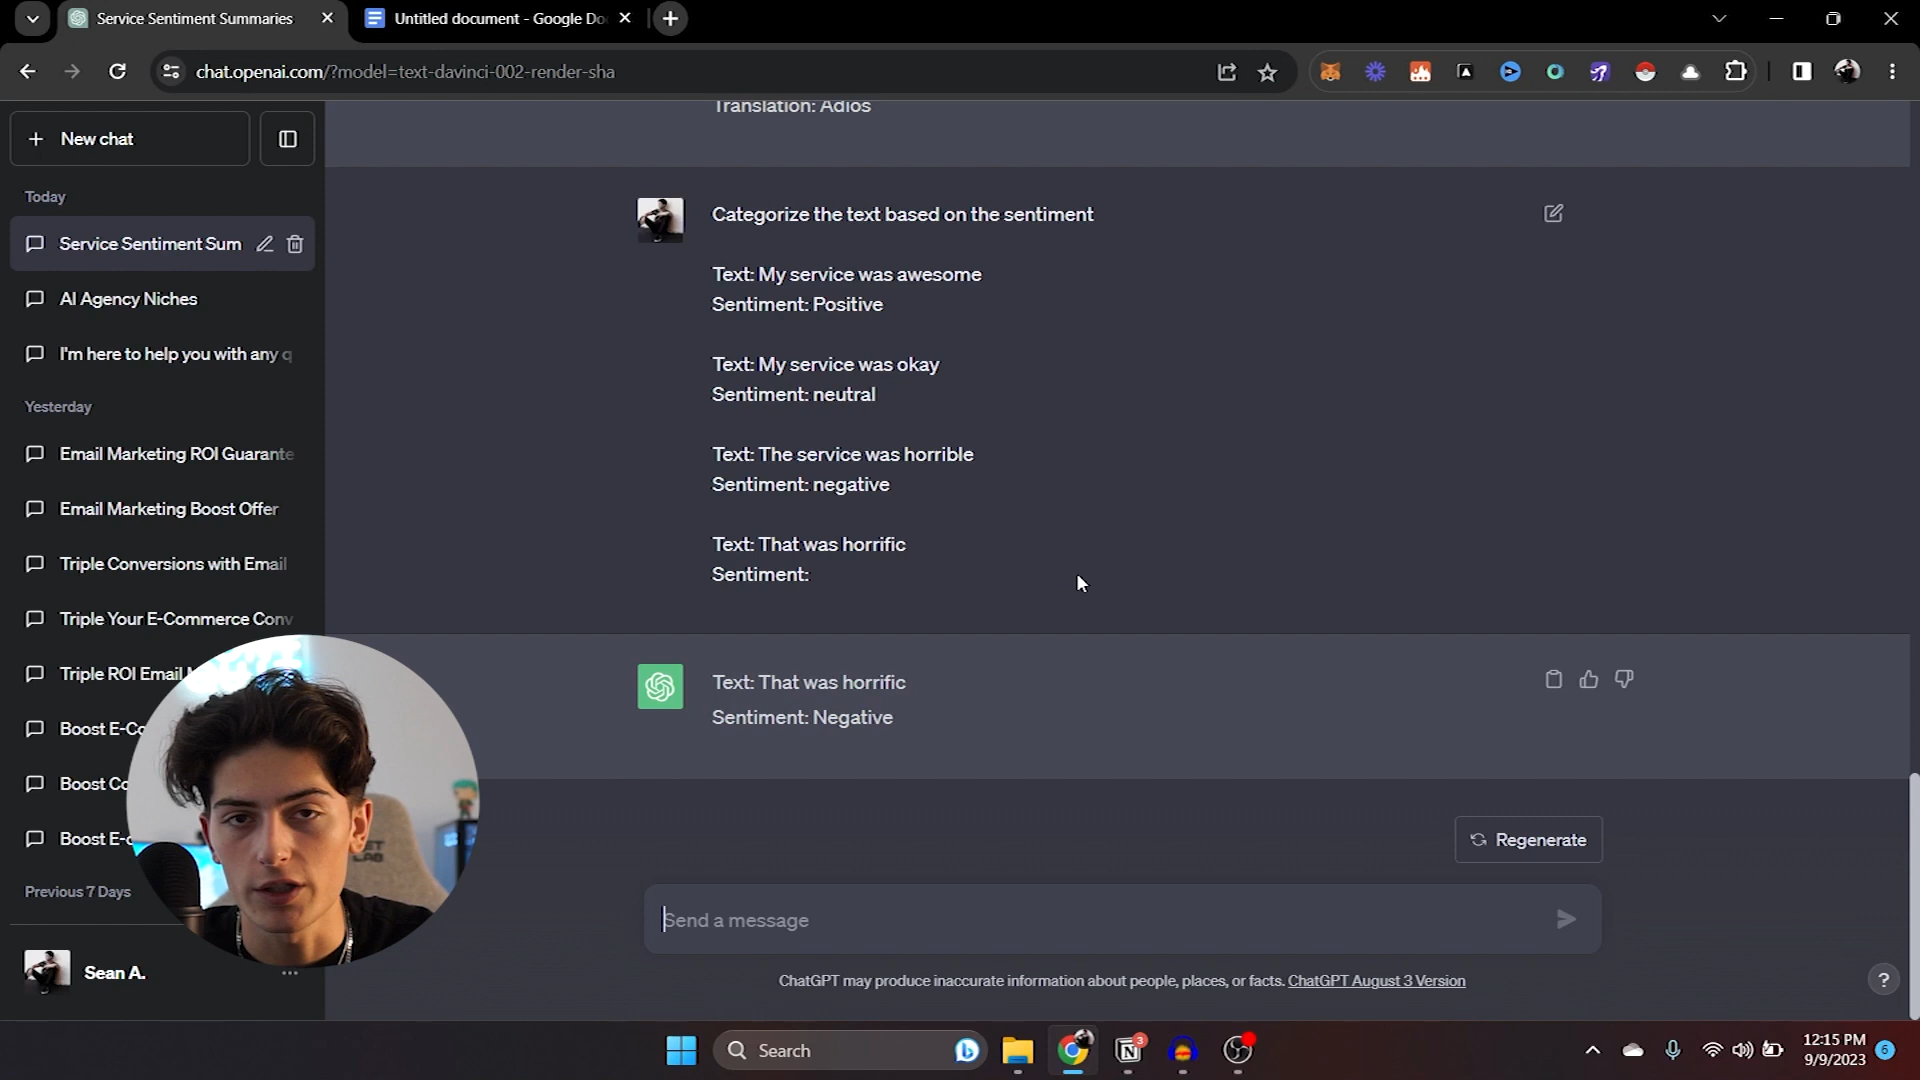 Service Sentiment Summaries
Untitled document - Google Do
chat.openai.com/?model=text-davinci-002-render-sha
New chat
Today
Service Sentiment Sum
AI Agency Niches
I'm here to help you with any q
Yesterday
Email Marketing ROI Guarante
Email Marketing Boost Offer
Triple Conversions with Email
Triple Your E-Commerce Conv
Triple ROI Email
Boost E-Co
Boost Co
Boost E-c
Previous 7 Days
Sean A.
Translation: Adios
Categorize the text based on the sentiment
Text: My service was awesome
Sentiment: Positive
Text: My service was okay
Sentiment: neutral
Text: The service was horrible
Sentiment: negative
Text: That was horrific
Sentiment:
Text: That was horrific
Sentiment: Negative
Regenerate
Send a message
ChatGPT may produce inaccurate information about people, places, or facts. ChatGPT August 3 Version
?
Search
3
12:15 PM
9/9/2023
6